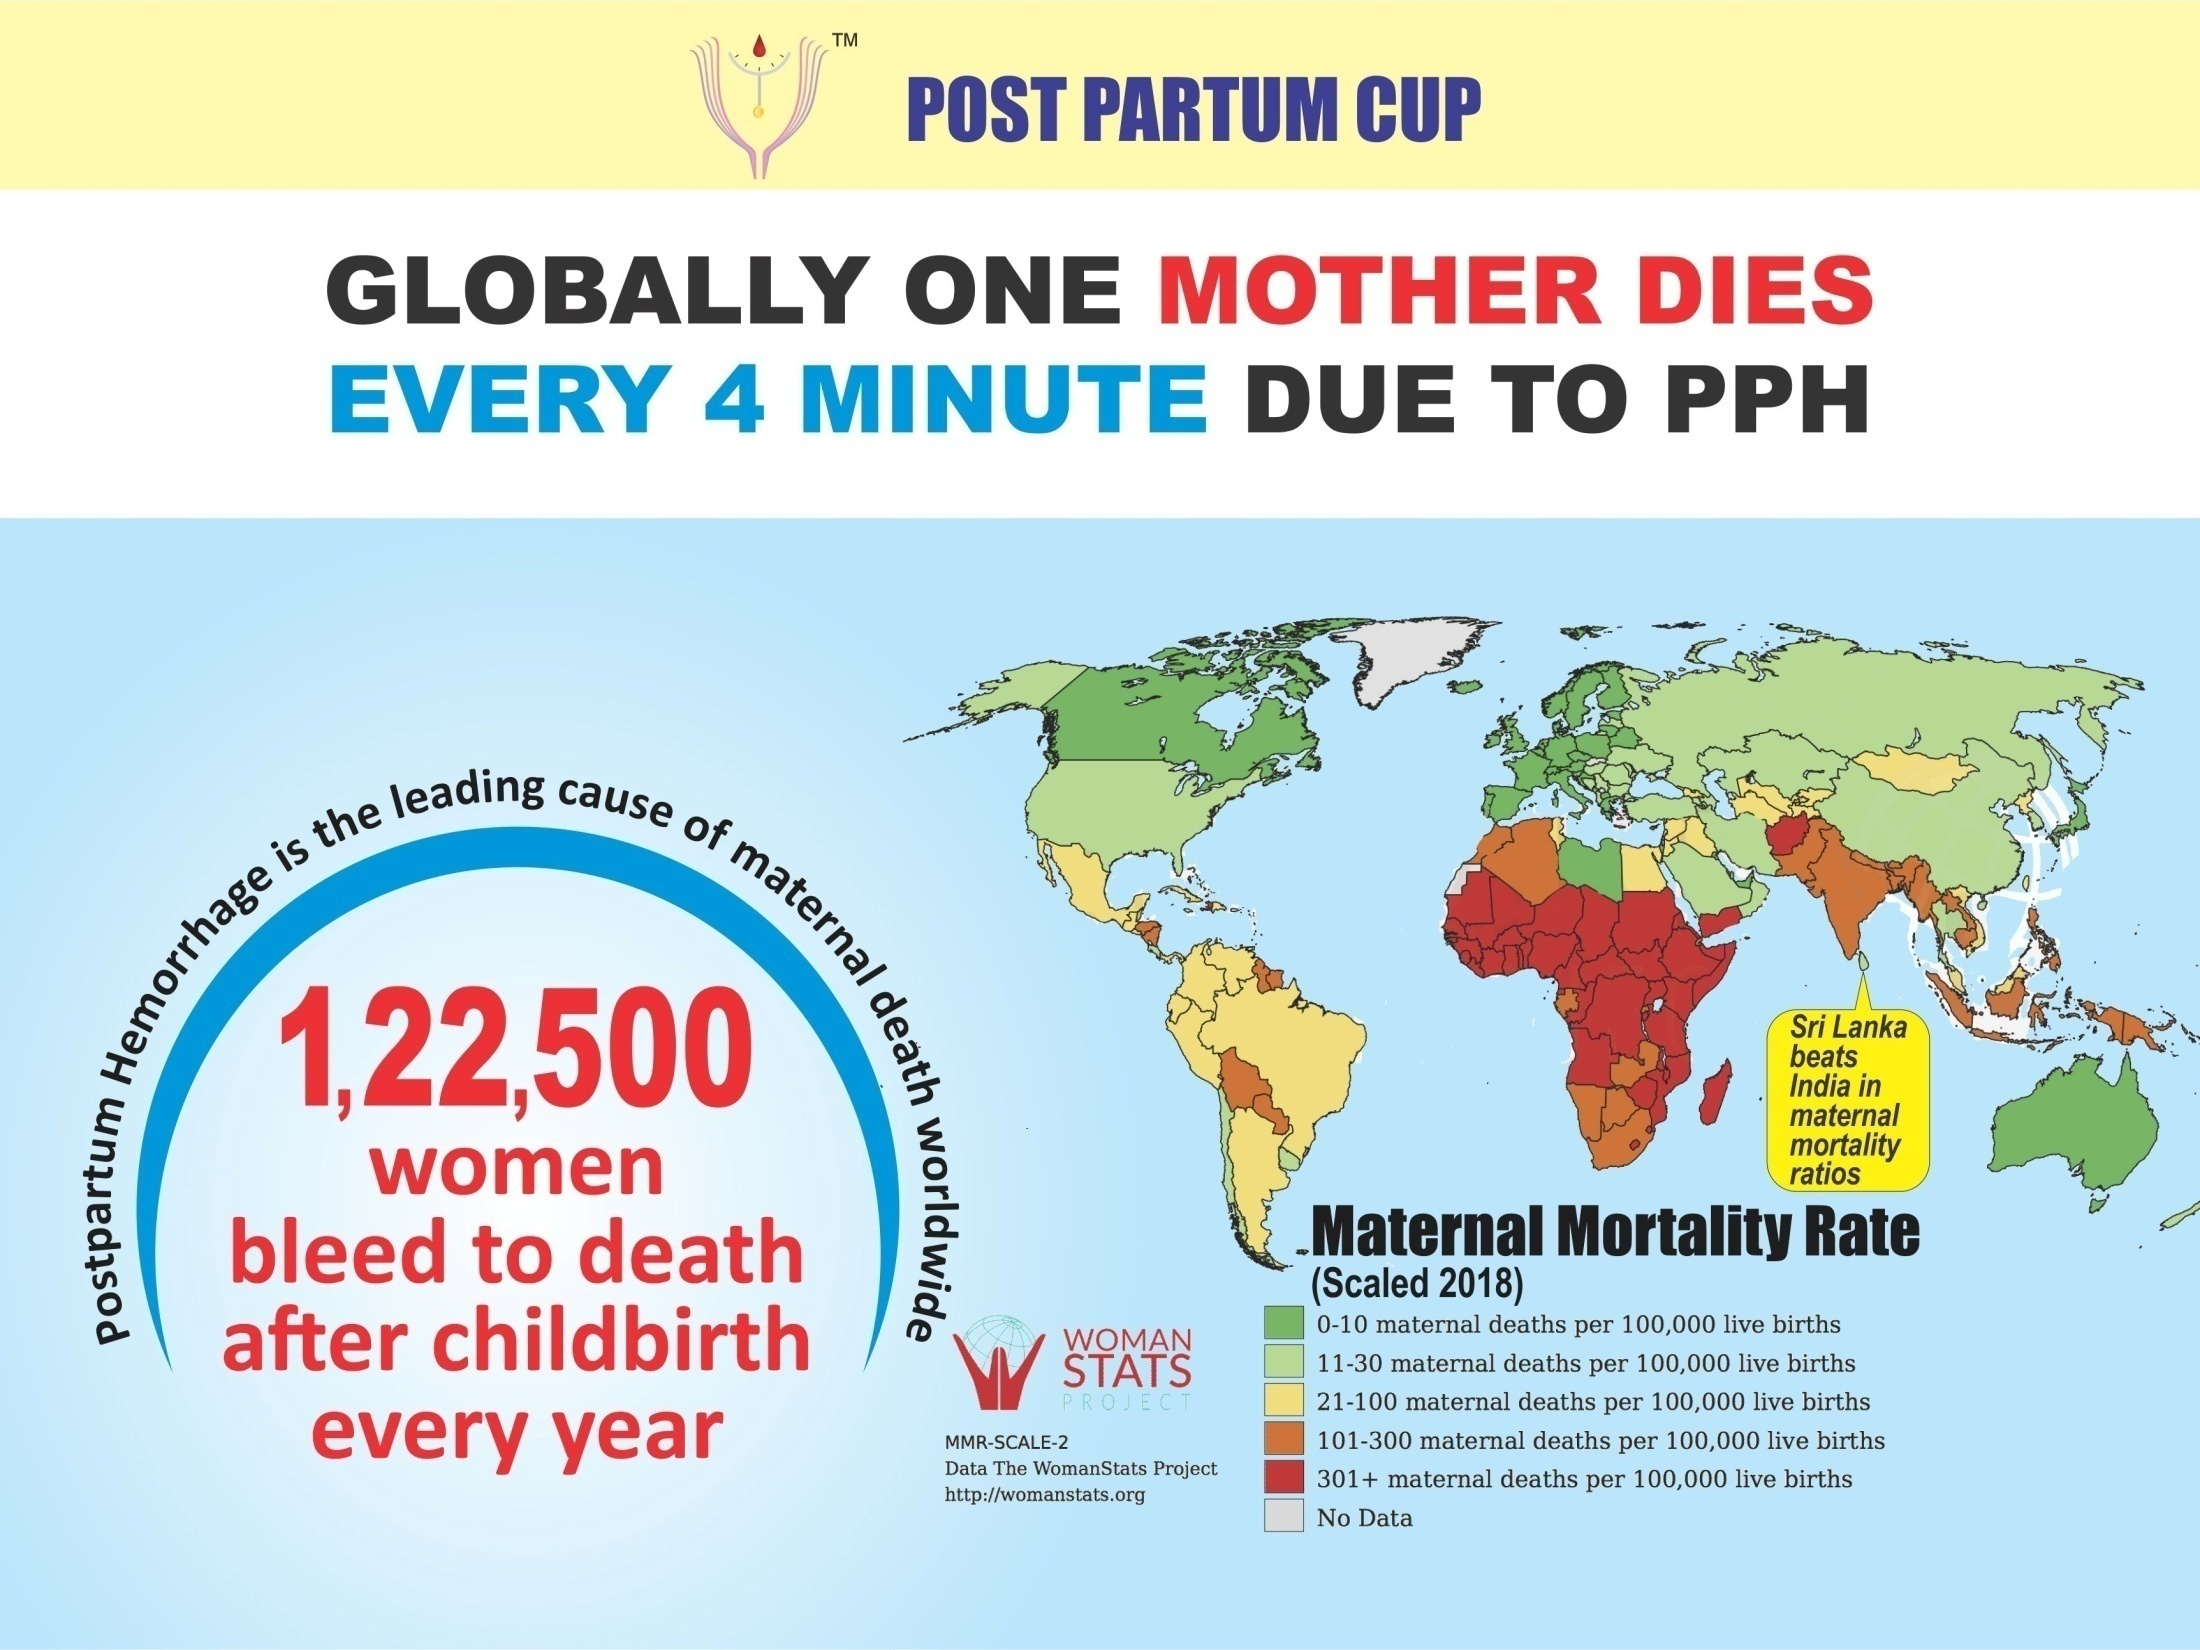 TM
POST PARTUM CUP
GLOBALLY ONE MOTHER DIES
EVERY 4 MINUTE DUE TO PPH
Postpartum Hemorrhage is the leading cause of maternal death worldwide
1,22,500
women
bleed to death
after childbirth
every year
Sri Lanka
beats
India in
maternal
mortality
ratios
Maternal Mortality Rate
(Scaled 2018)
0-10 maternal deaths per 100,000 live births
11-30 maternal deaths per 100,000 live births
21-100 maternal deaths per 100,000 live births
101-300 maternal deaths per 100,000 live births
301+ maternal deaths per 100,000 live births
No Data
WOMAN
STATS
PROJECT
MMR-SCALE-2
Data The WomanStats Project
http://womanstats.org